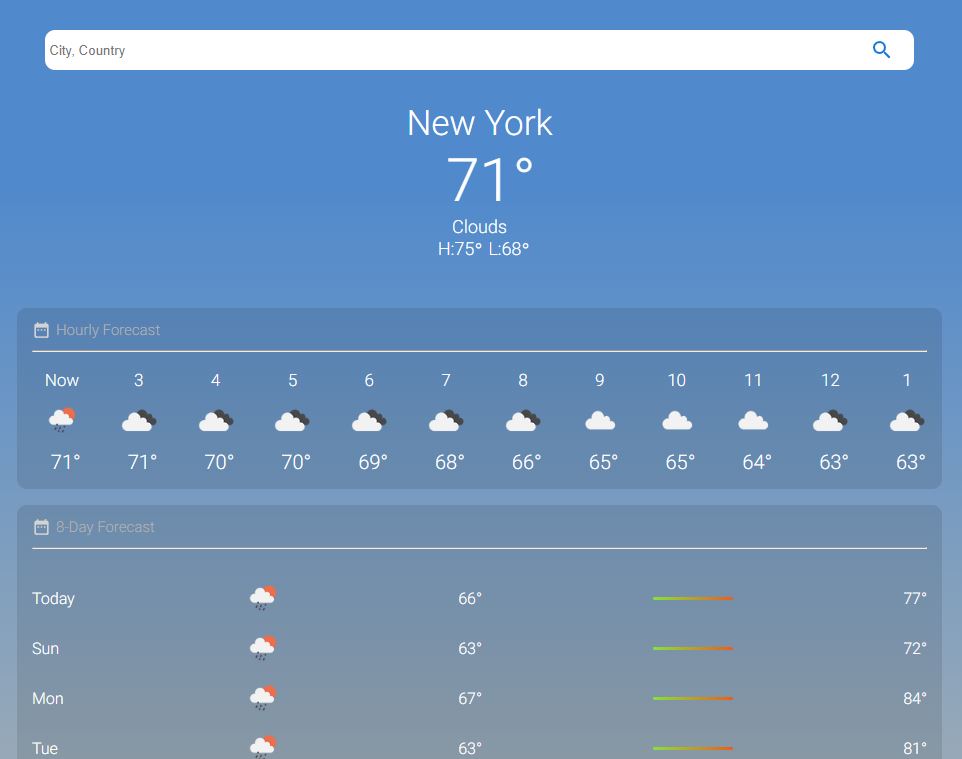 City, Country
New York
71°
Clouds
H:75° L:68°
Hourly Forecast
Now 3 4 5 6 7 8 9 10 11 12 1
71° 71° 70° 70° 69° 68° 66° 65° 65° 64° 63° 63°
8-Day Forecast
Today 66° 77°
Sun 63° 72°
Mon 67° 84°
Tue 63° 81°